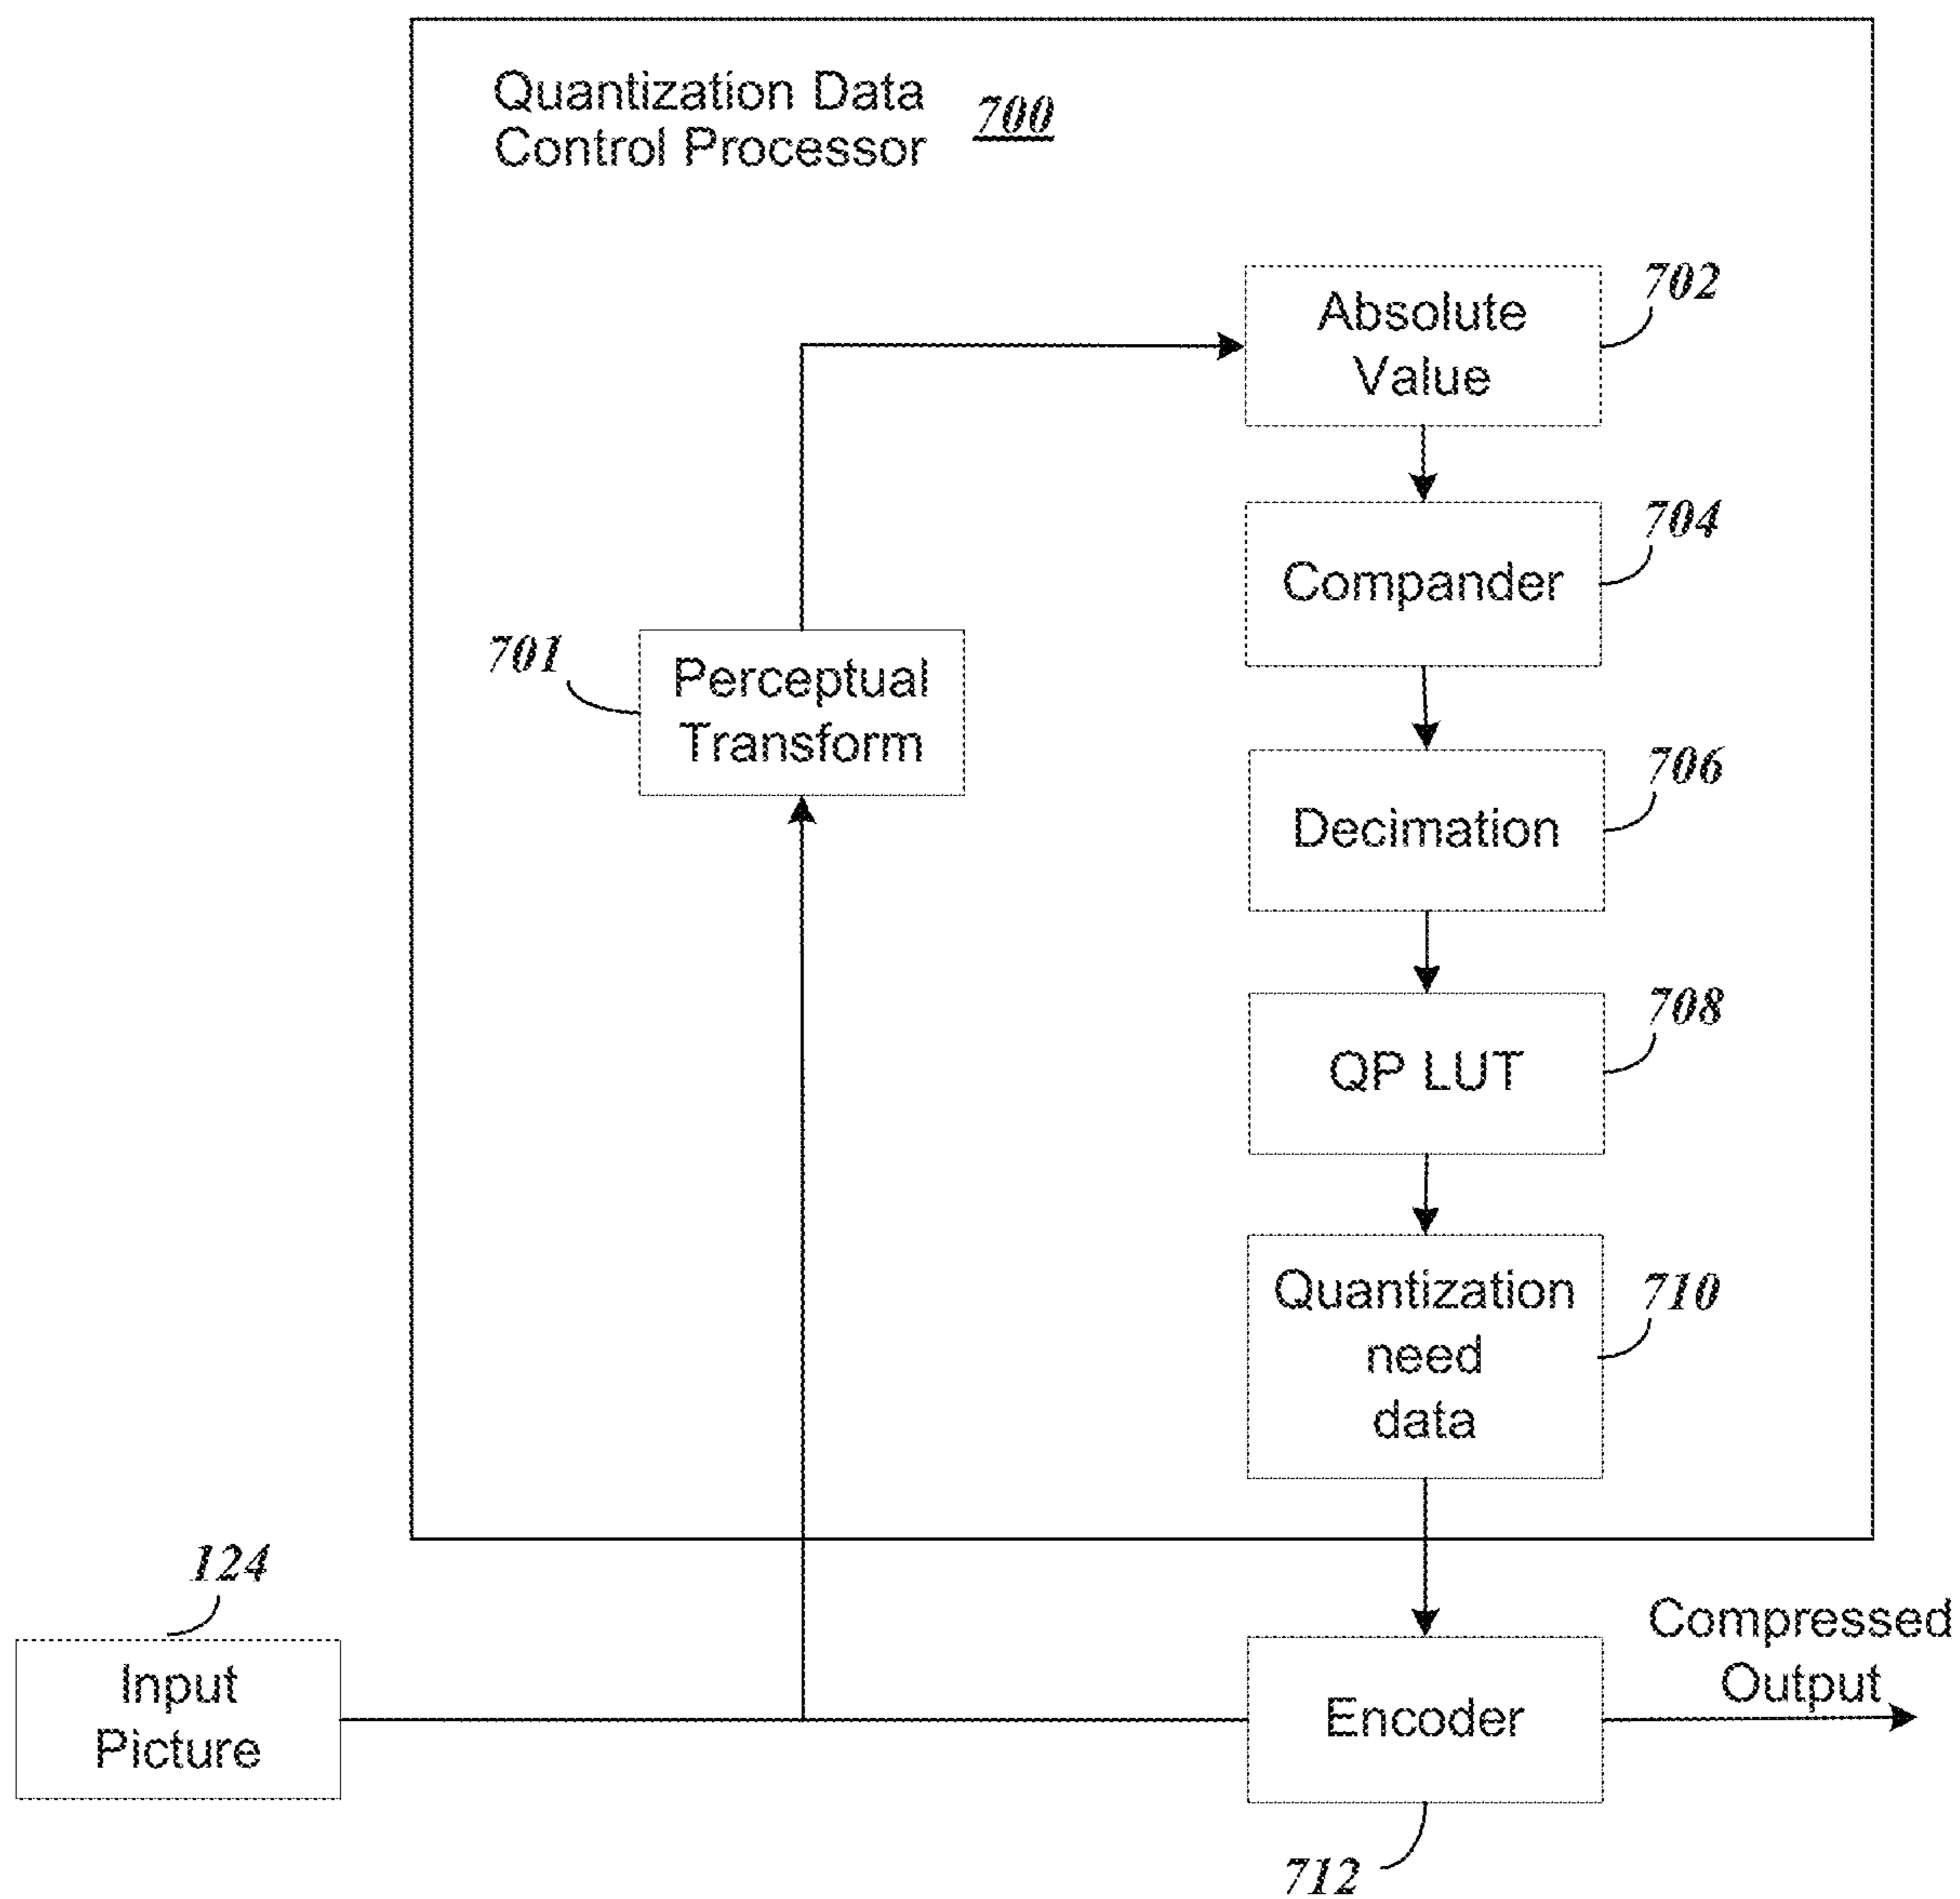 Quantization Data
Control Processor
700
702
Absolute
Value
704
Compander
701
Perceptual
Transform
706
Decimation
708
QP LUT
710
Quantization
need
data
124
Input
Picture
Compressed
Output
Encoder
712